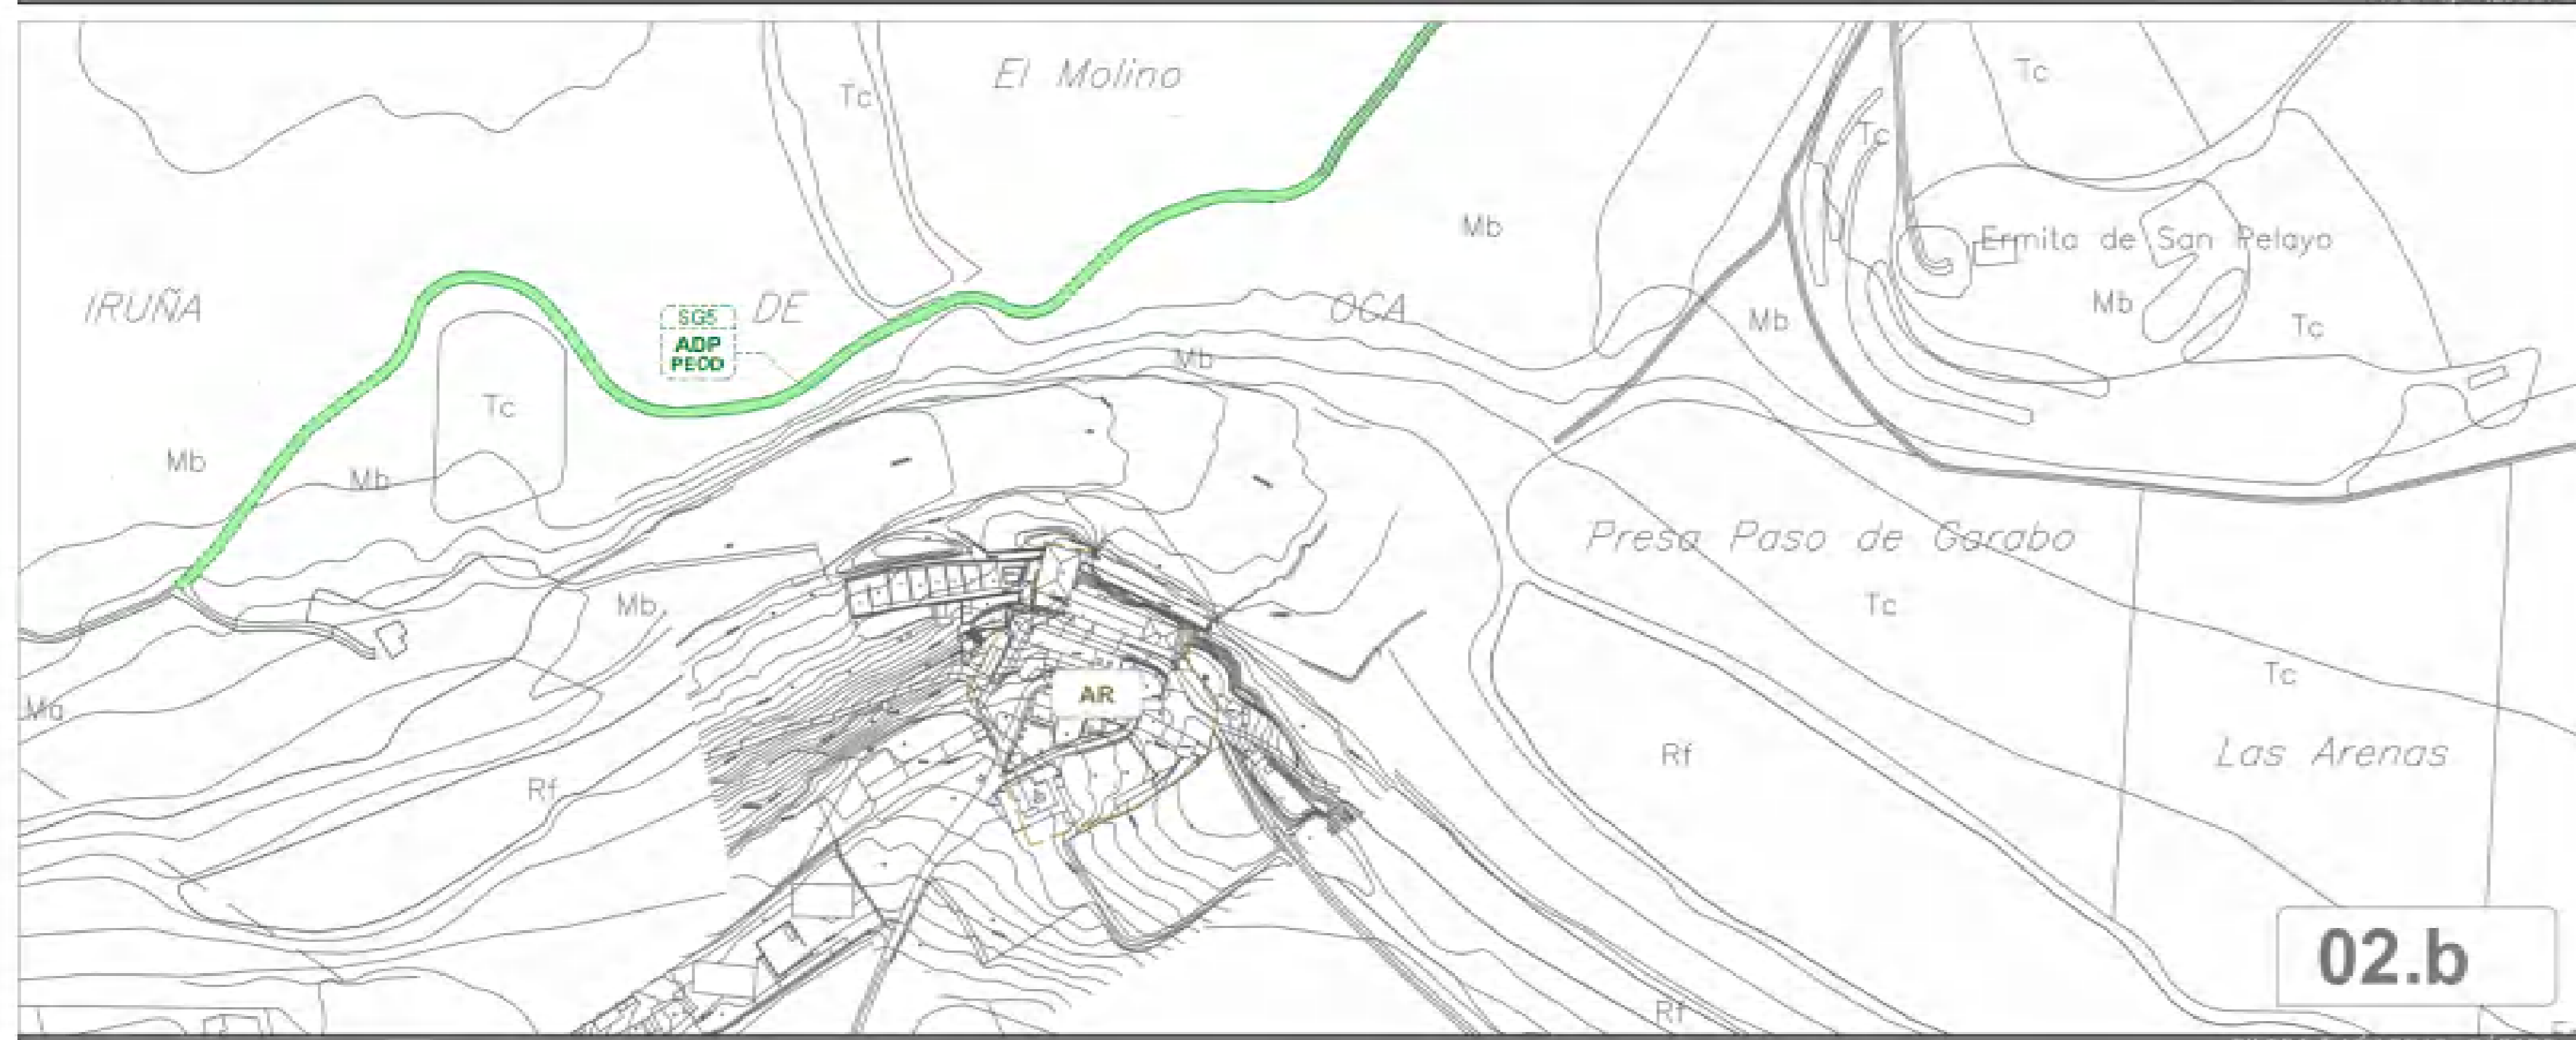 El Molino
Tc
Tc
Tc
Mb
Ermita de San Pelayo
IRUÑA
DE
OCA
SG5
ADP
PECD
Mb
Mb
Tc
Mb
Tc
Mb
Mb
Presa Paso de Garabo
Mb
Tc
Tc
AR
Ma
Las Arenas
Rf
Rf
02.b
Rf